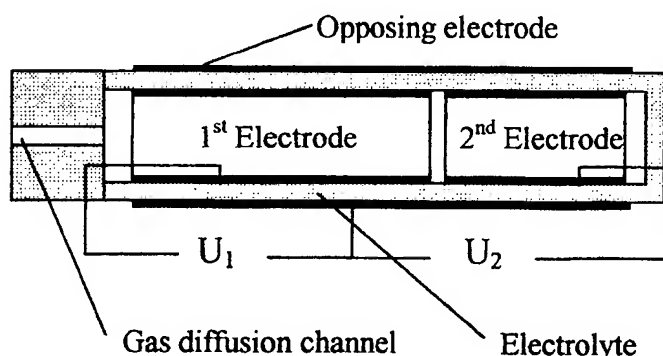 Opposing electrode
1st Electrode
2nd Electrode
U1
U2
Gas diffusion channel
Electrolyte